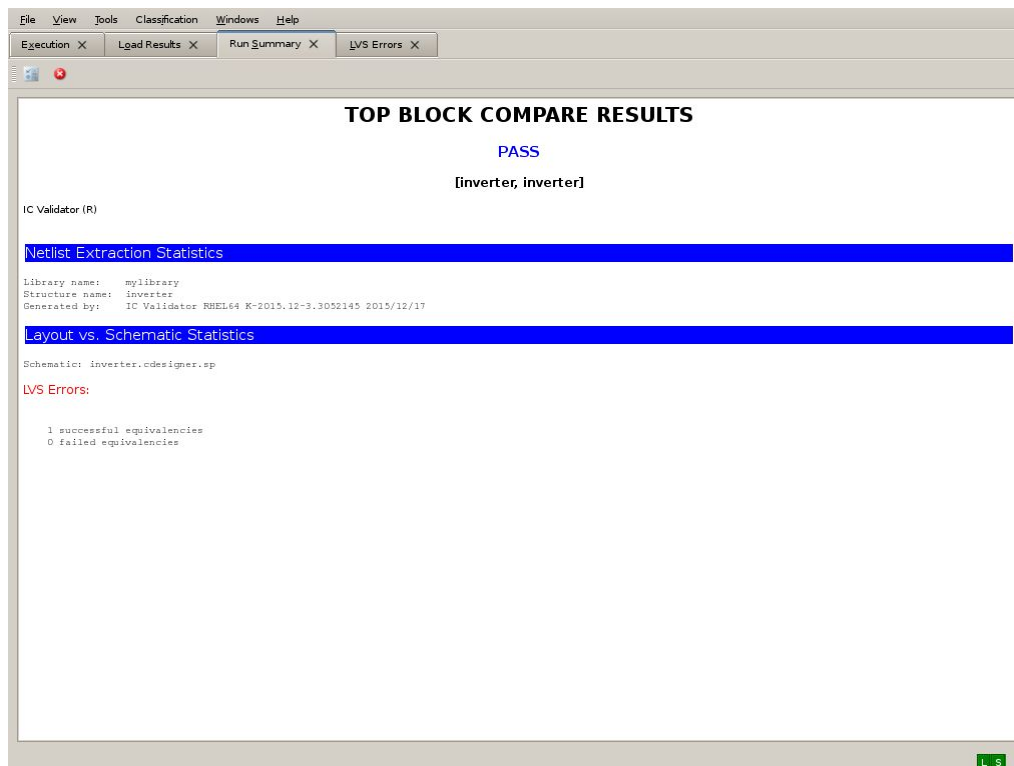 File View Tools Classification Windows Help
Execution Load Results Run Summary LVS Errors
TOP BLOCK COMPARE RESULTS
PASS
[inverter, inverter]
IC Validator (R)
Netlist Extraction Statistics
Library name: mylibrary
Structure name: inverter
Generated by: IC Validator RHEL64 K-2015.12-3.3052145 2015/12/17
Layout vs. Schematic Statistics
Schematic: inverter.cdesigner.sp
LVS Errors:
1 successful equivalencies
0 failed equivalencies
L S